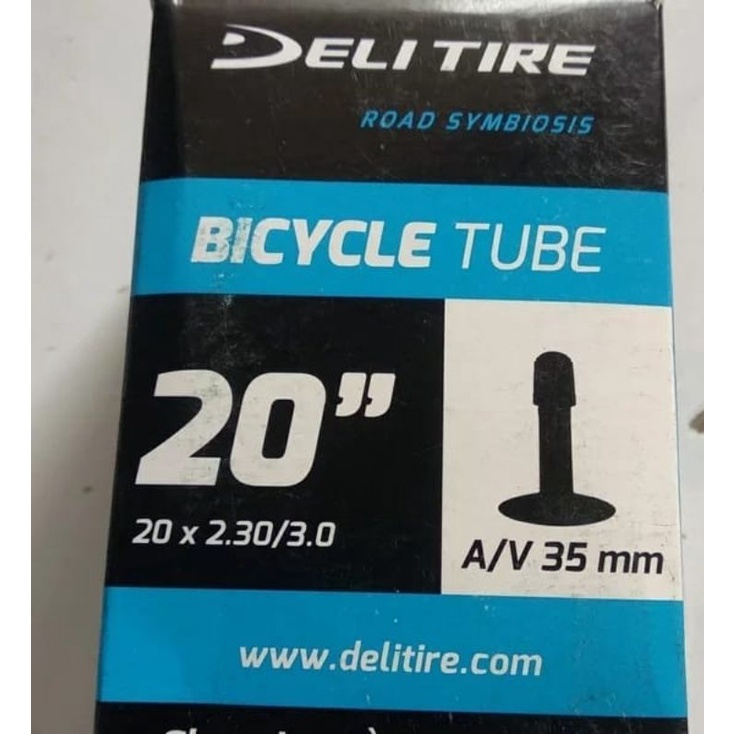 DELI TIRE
ROAD SYMBIOSIS
BICYCLE TUBE
20”
20 x 2.30/3.0
A/V 35 mm
www.delitire.com